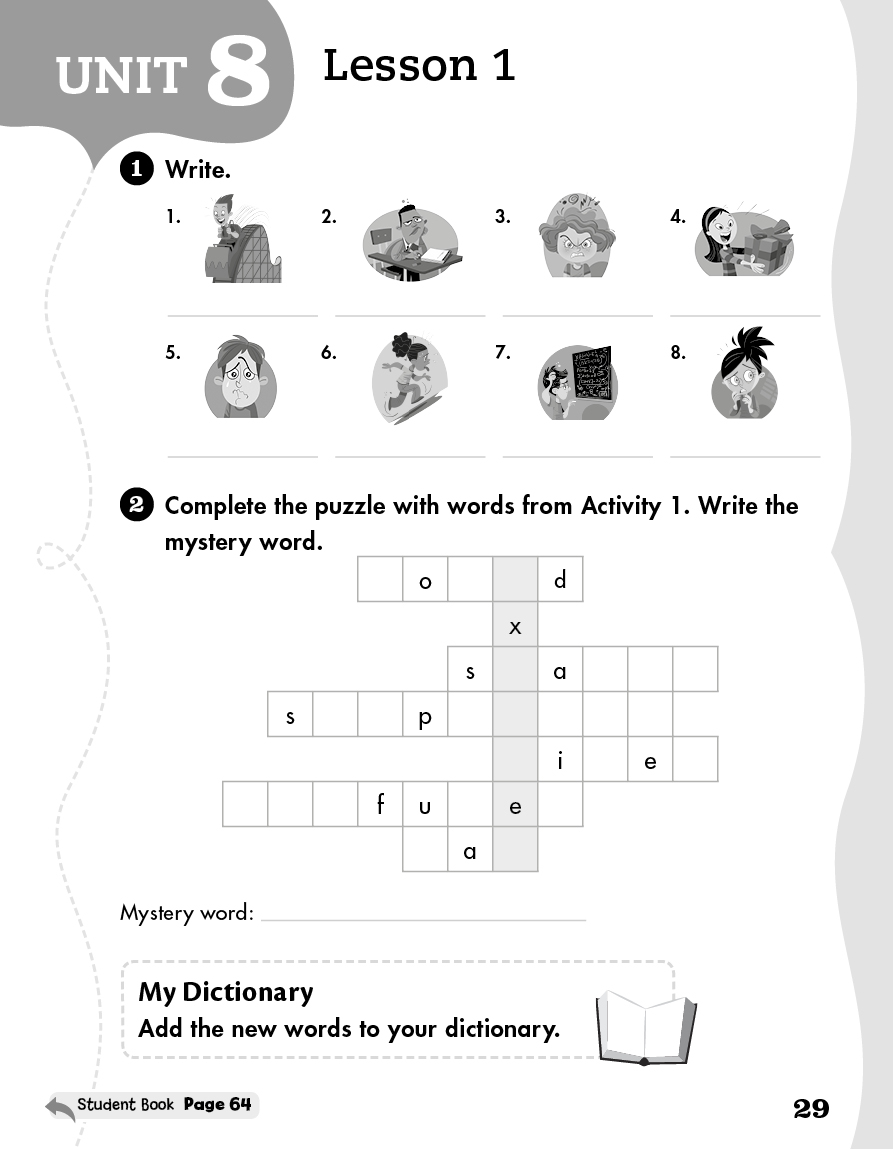 UNIT 8 Lesson 1
1 Write.
1. 2. 3. 4.
5. 6. 7. 8.
2 Complete the puzzle with words from Activity 1. Write the
mystery word.
o d
x
s a
s p
i e
f u e
a
Mystery word:
My Dictionary
Add the new words to your dictionary.
Student Book Page 64
29